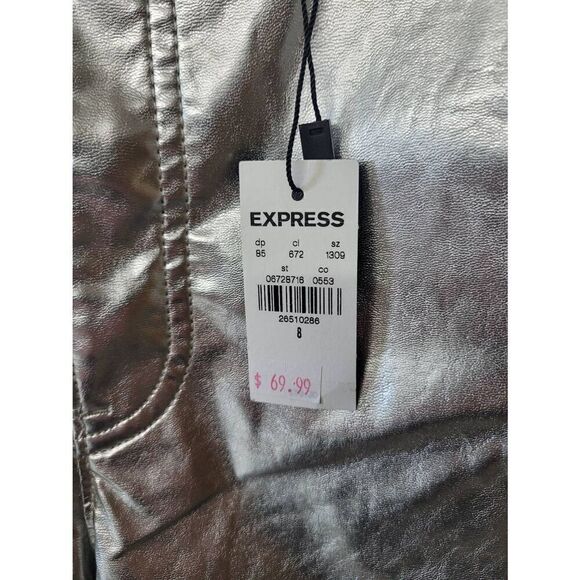 EXPRESS
dp cl sz
85 672 1309
st co
06728716 0553
26510286
8
$ 69.99